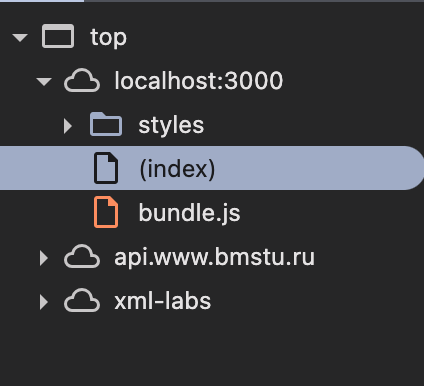 top
localhost:3000
styles
(index)
bundle.js
api.www.bmstu.ru
xml-labs